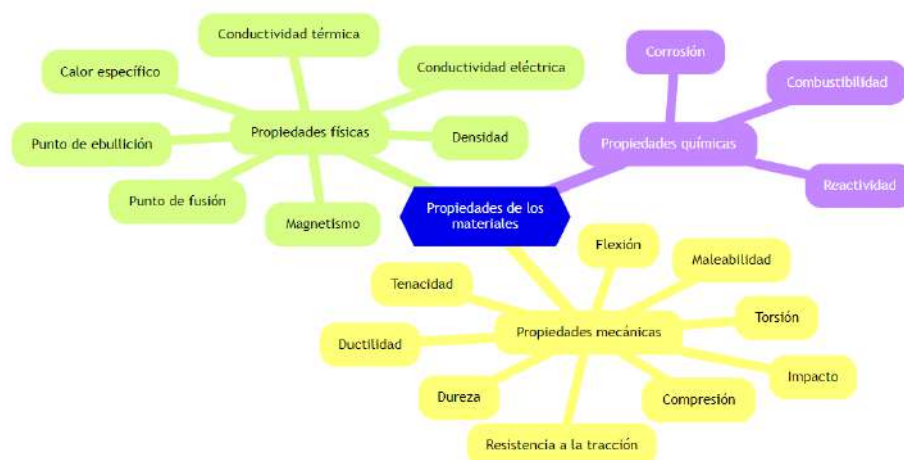 Conductividad térmica
Corrosión
Calor específico
Conductividad eléctrica
Combustibilidad
Propiedades físicas
Punto de ebullición
Densidad
Propiedades químicas
Punto de fusión
Reactividad
Magnetismo
Propiedades de los
materiales
Flexión
Maleabilidad
Tenacidad
Torsión
Propiedades mecánicas
Ductilidad
Impacto
Dureza
Compresión
Resistencia a la tracción